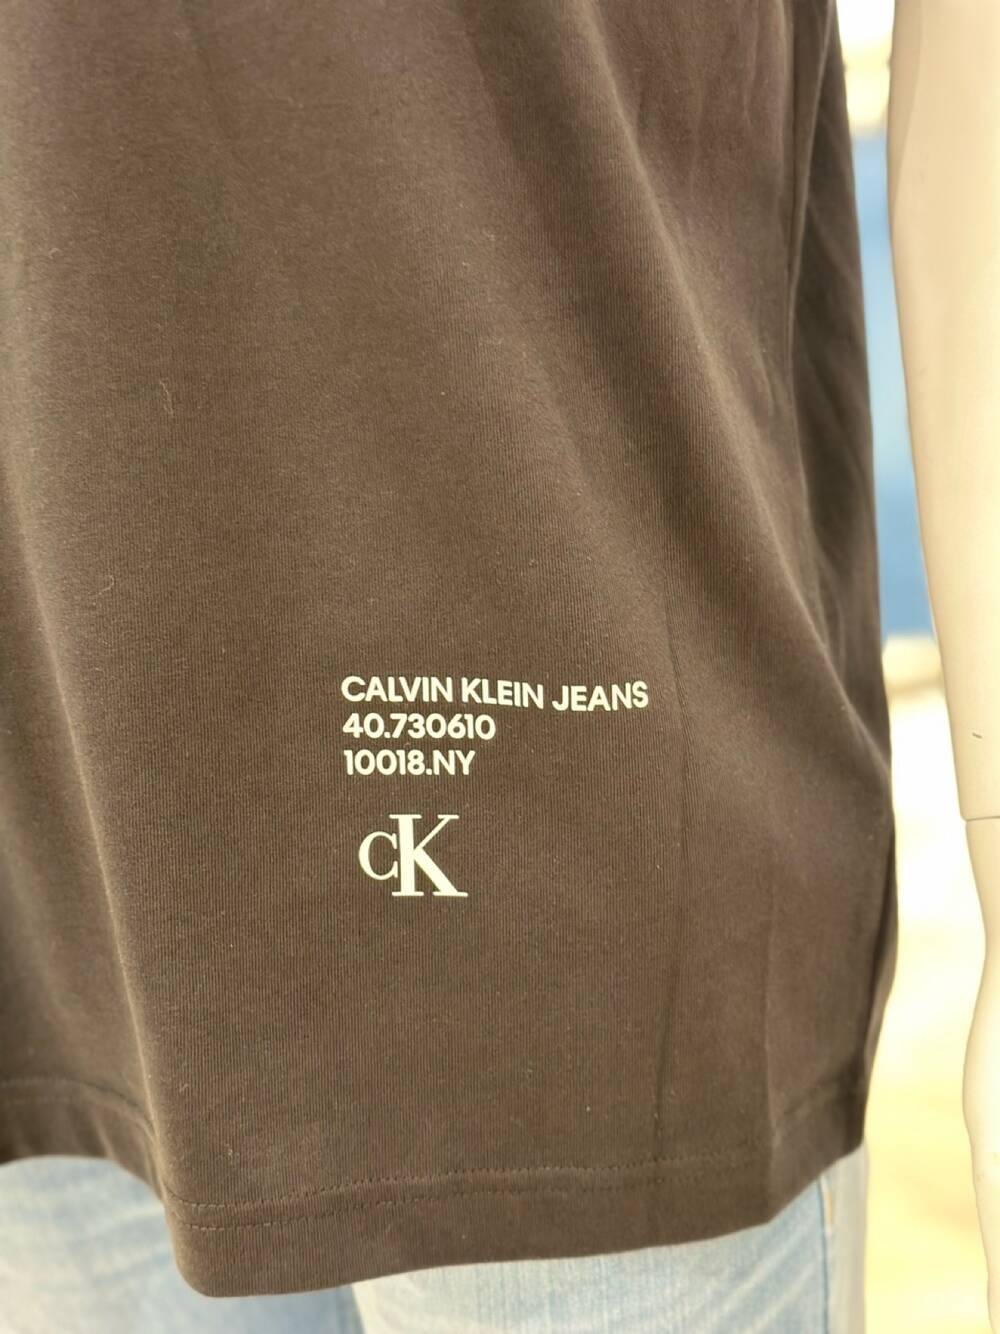 CALVIN KLEIN JEANS
40.730610
10018.NY
CK